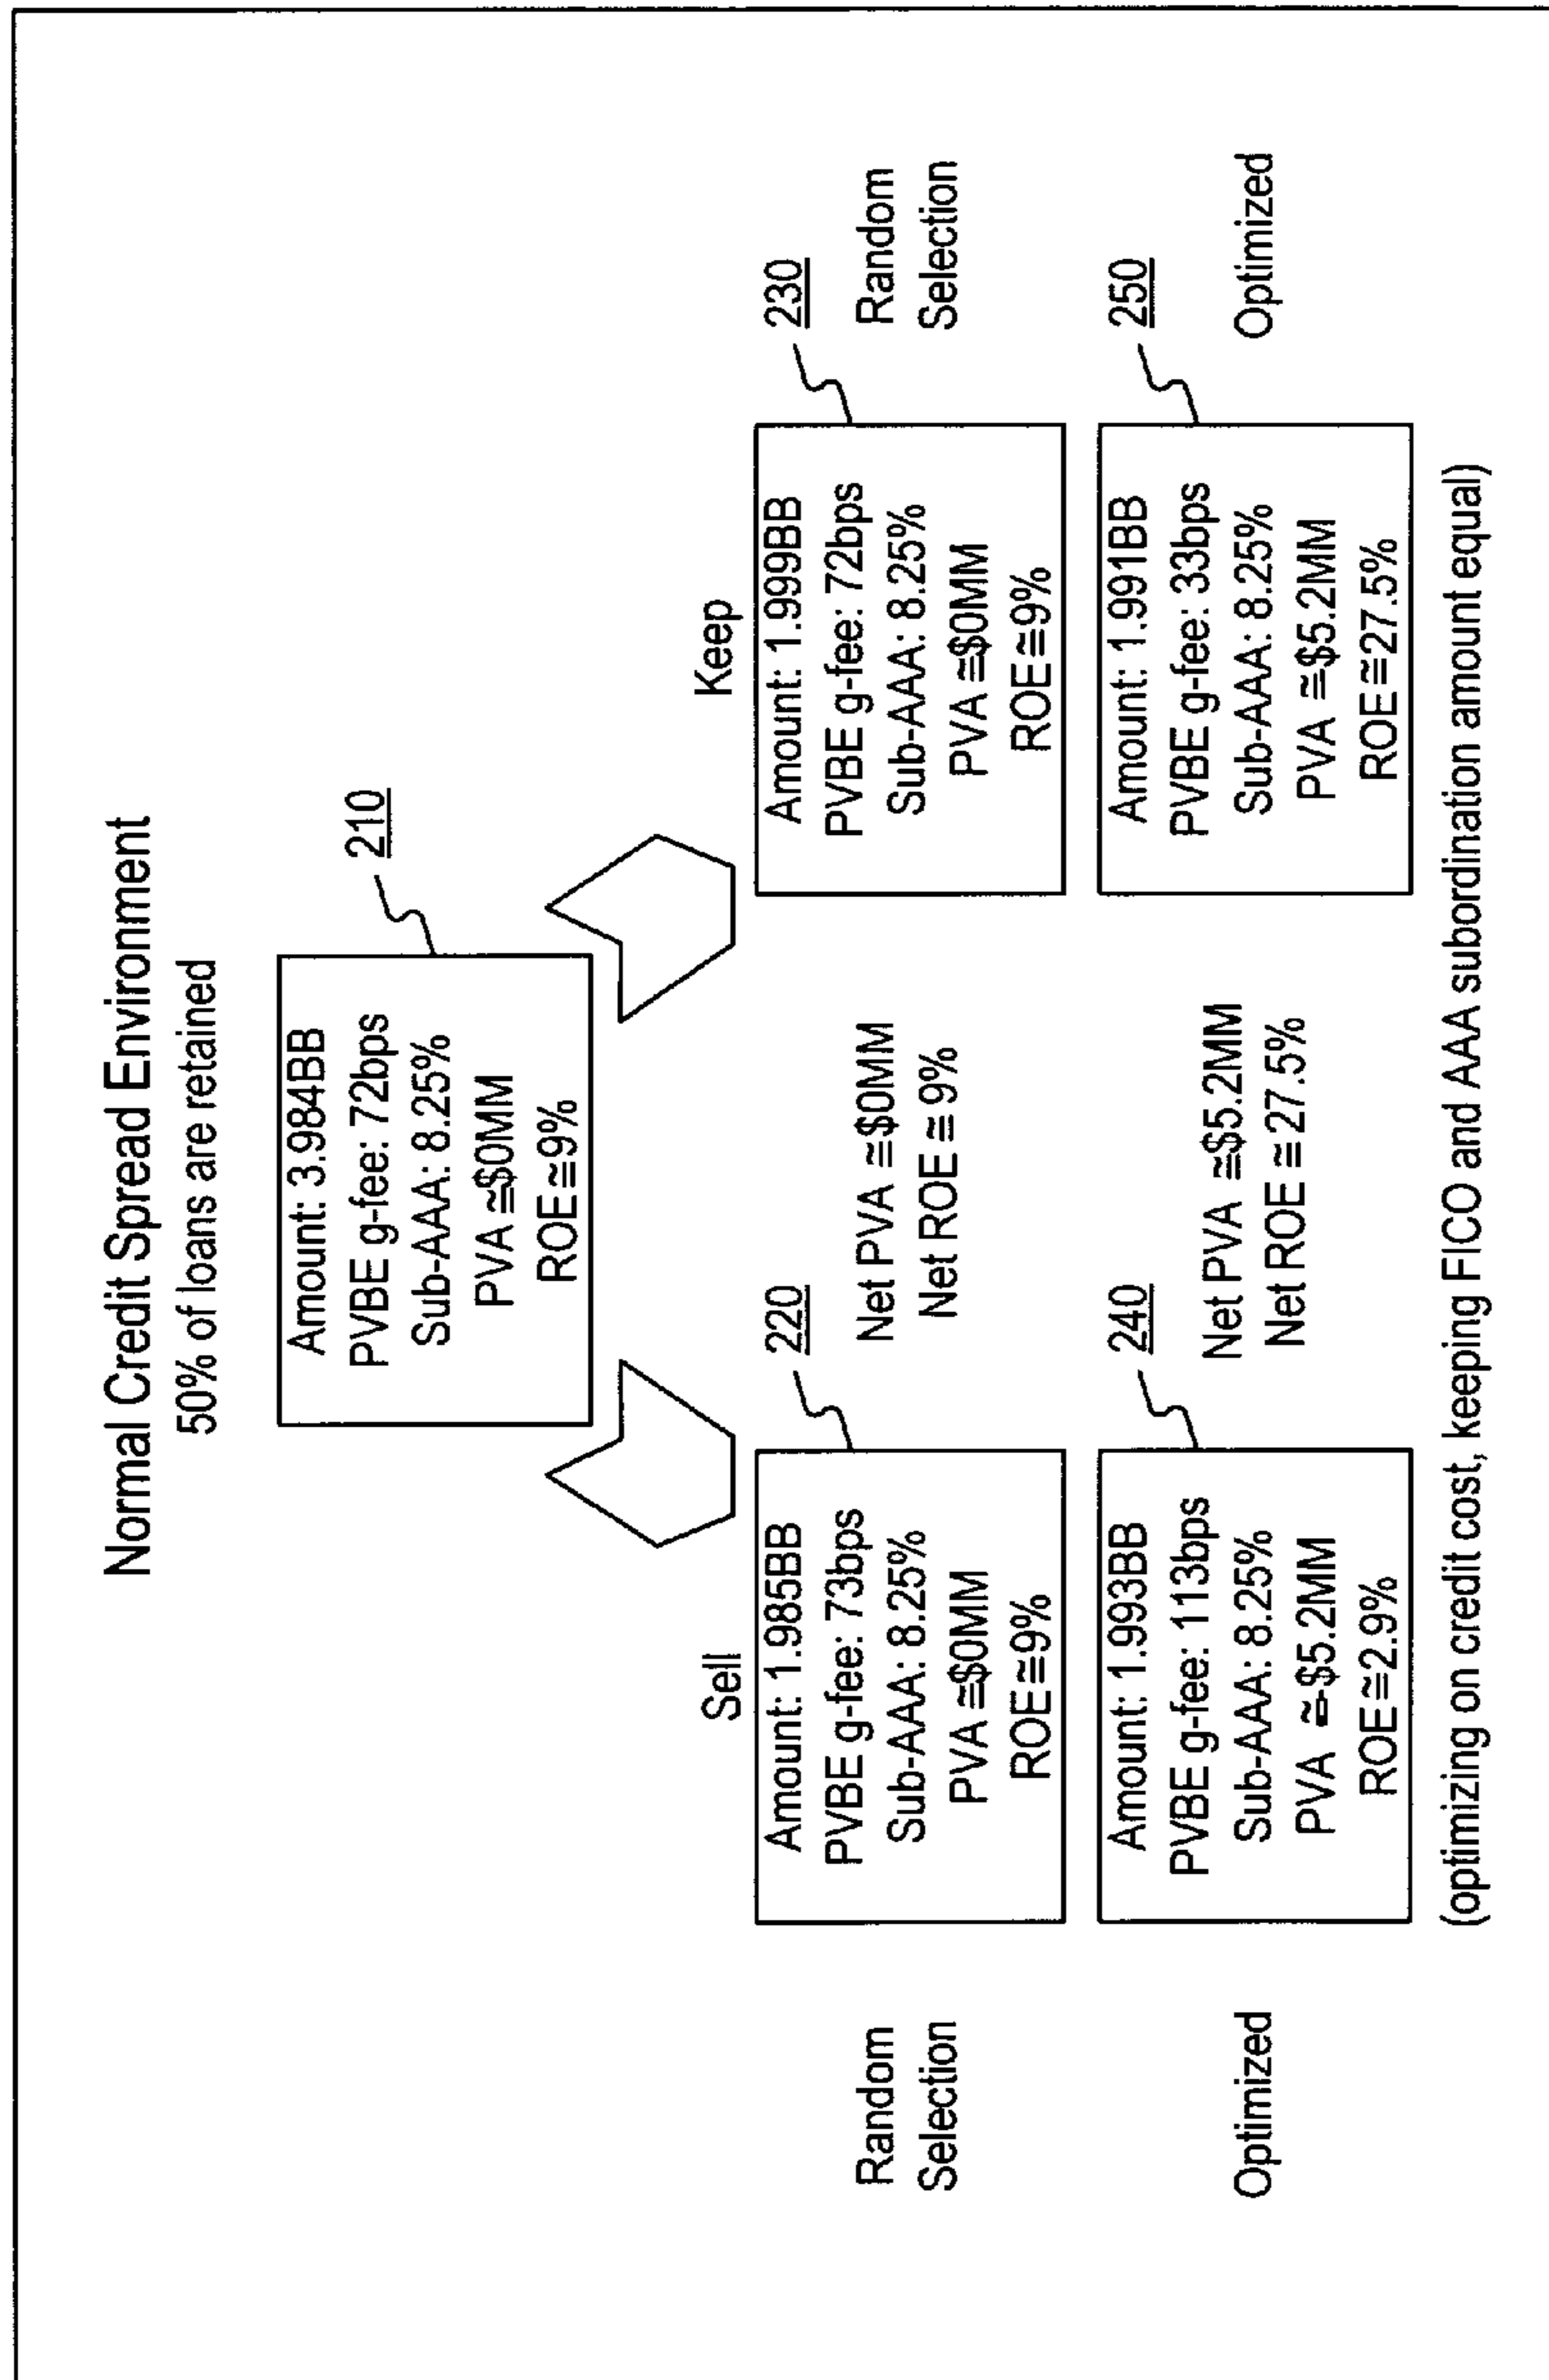 Normal Credit Spread Environment
50% of loans are retained
210
Amount: 3.984BB
PVBE g-fee: 72bps
Sub-AAA: 8.25%
PVA ≅$0MM
ROE≅9%
Sell
Keep
Random
Selection
220
Amount: 1.985BB
PVBE g-fee: 73bps
Sub-AAA: 8.25%
PVA ≅$0MM
ROE≅9%
Net PVA ≅$0MM
Net ROE ≅ 9%
230
Amount: 1.999BB
PVBE g-fee: 72bps
Sub-AAA: 8.25%
PVA ≅$0MM
ROE≅9%
Random
Selection
Optimized
240
Amount: 1.993BB
PVBE g-fee: 113bps
Sub-AAA: 8.25%
PVA ≅-$5.2MM
ROE≅2.9%
Net PVA ≅$5.2MM
Net ROE ≅ 27.5%
250
Amount: 1.991BB
PVBE g-fee: 33bps
Sub-AAA: 8.25%
PVA ≅$5.2MM
ROE≅27.5%
Optimized
(optimizing on credit cost, keeping FICO and AAA subordination amount equal)